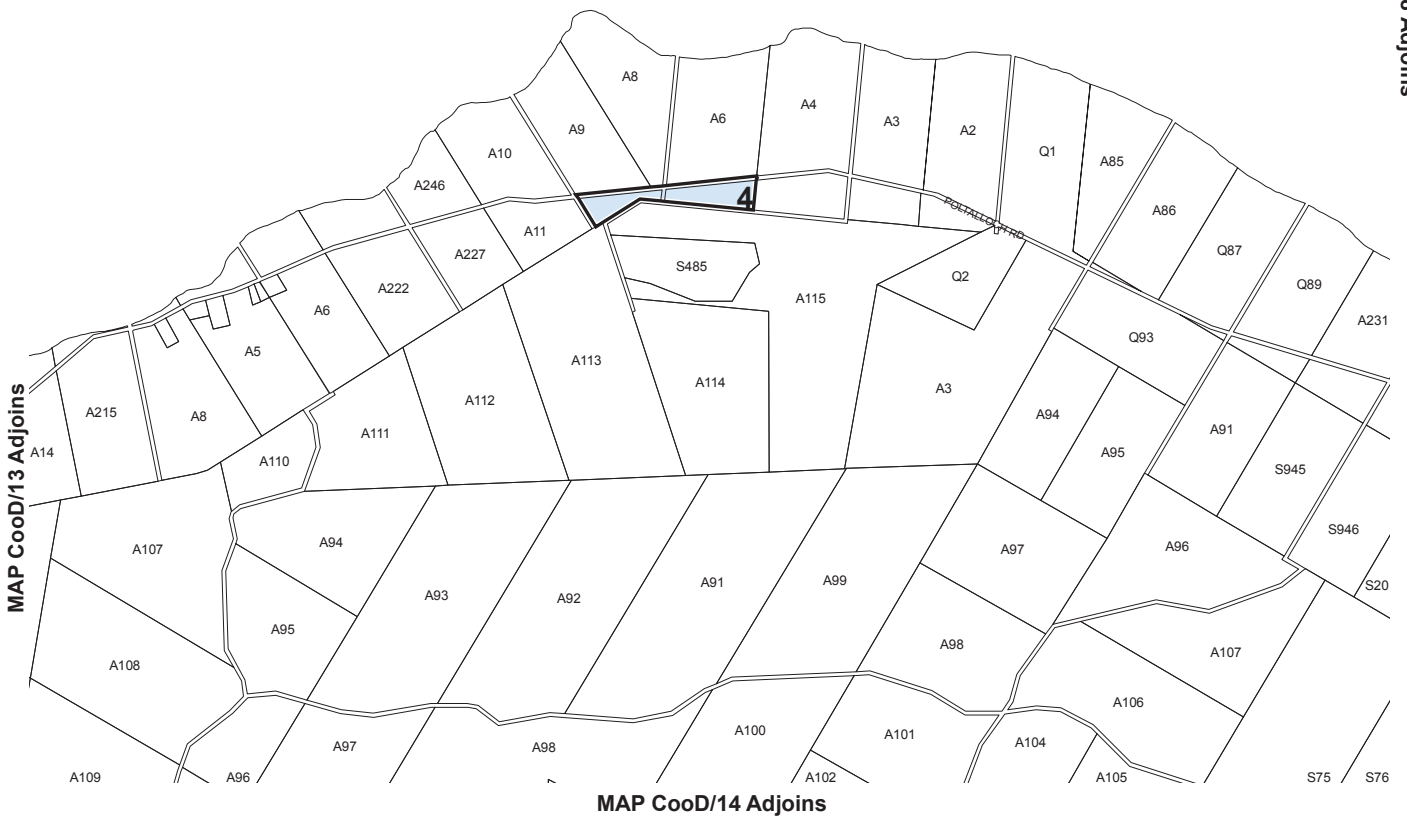 6 Adjoins
A8
A4
A6
A3
A9
A2
Q1
A10
A85
A246
4
A86
POLTALLOCH RD
A11
Q87
A227
S485
Q2
Q89
A222
A115
A6
A231
Q93
A5
A113
A114
A3
A112
A215
A8
A94
A91
A111
A14
A95
A110
S945
MAP CooD/13 Adjoins
S946
A107
A94
A97
A96
A93
A92
A91
A99
S20
A95
A98
A107
A108
A106
A100
A101
A97
A98
A104
A109
A96
A102
A105
S75
S76
MAP CooD/14 Adjoins